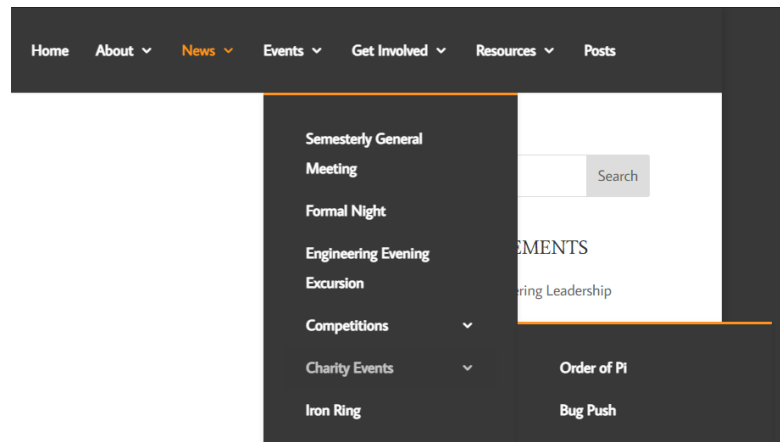 Home About News Events Get Involved Resources Posts
Semesterly General
Meeting
Search
Formal Night
Engineering Evening
Excursion
EMENTS
ring Leadership
Competitions
Charity Events
Order of Pi
Iron Ring
Bug Push